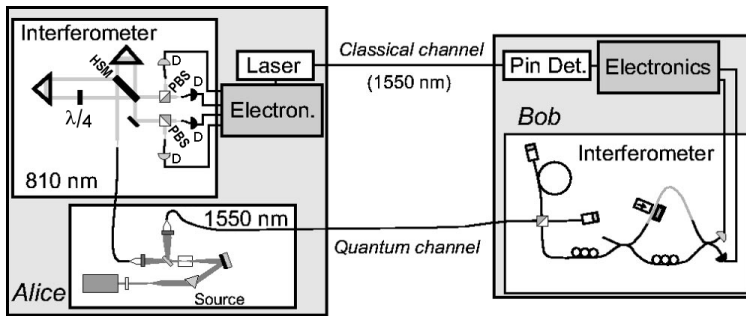 Interferometer
HSM
PBS
D
D
λ/4
PBS
D
D
810 nm
Laser
Electron.
Classical channel
(1550 nm)
Pin Det.
Electronics
Bob
Interferometer
1550 nm
Quantum channel
Source
Alice